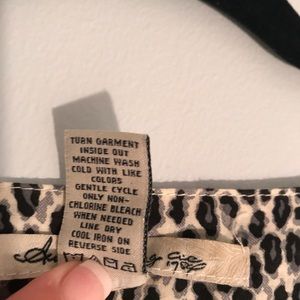 TURN GARMENT
INSIDE OUT
MACHINE WASH
COLD WITH LIKE
COLORS
GENTLE CYCLE
ONLY NON-
CHLORINE BLEACH
WHEN NEEDED
LINE DRY
COOL IRON ON
REVERSE SIDE